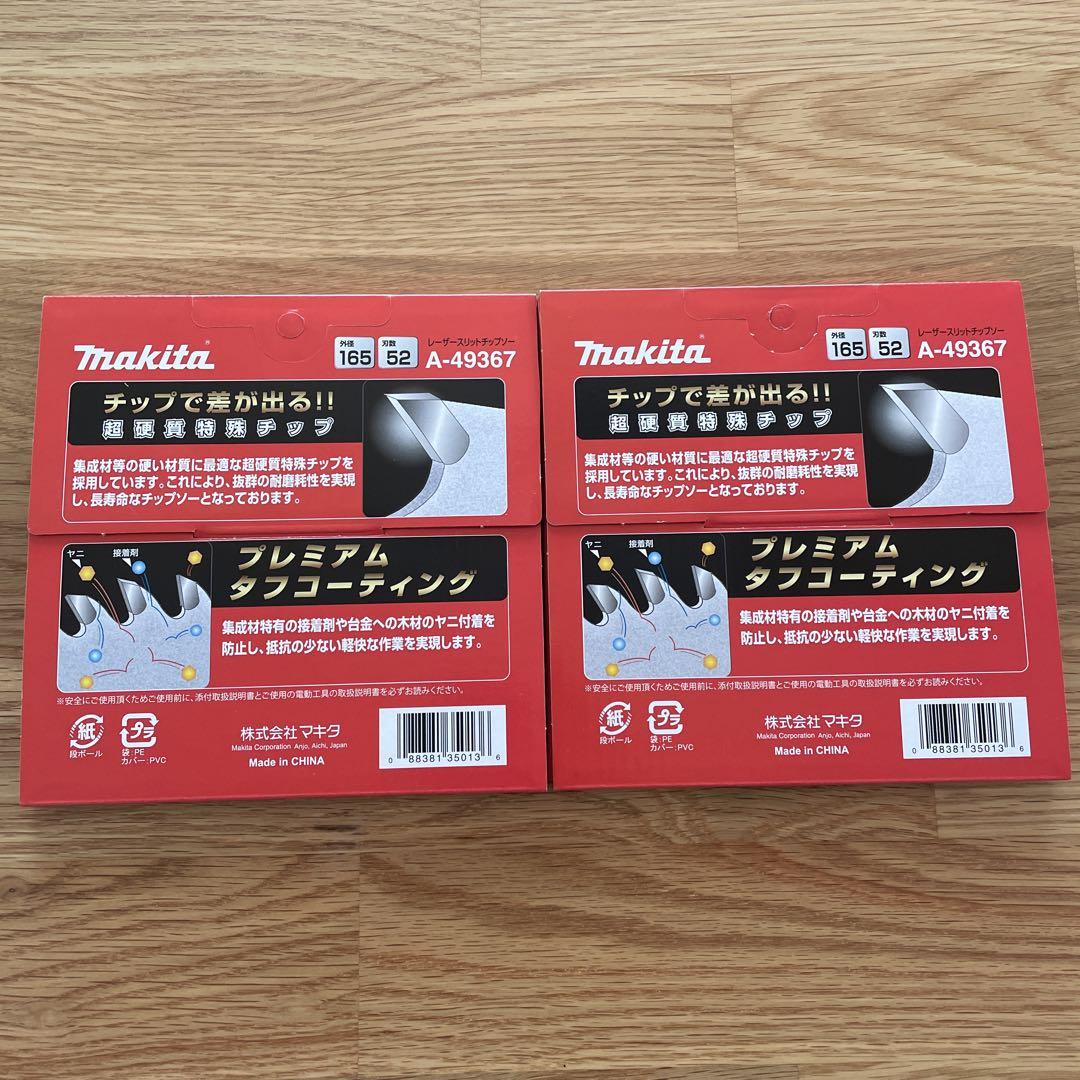 makita®
外径
165
刃数
52
レーザースリットチップソー
A-49367
チップで差が出る!!
超硬質特殊チップ
集成材等の硬い材質に最適な超硬質特殊チップを
採用しています。これにより、抜群の耐磨耗性を実現
し、長寿命なチップソーとなっております。
ヤニ
接着剤
プレミアム
タフコーティング
集成材特有の接着剤や台金への木材のヤニ付着を
防止し、抵抗の少ない軽快な作業を実現します。
※安全にご使用頂くためご使用前に、添付取扱説明書とご使用の電動工具の取扱説明書を必ずお読みください。
紙
段ボール
プラ
袋:PE
カバー:PVC
株式会社マキタ
Makita Corporation Anjo, Aichi, Japan
Made in CHINA
0 88381 35013 6
makita®
外径
165
刃数
52
レーザースリットチップソー
A-49367
チップで差が出る!!
超硬質特殊チップ
集成材等の硬い材質に最適な超硬質特殊チップを
採用しています。これにより、抜群の耐磨耗性を実現
し、長寿命なチップソーとなっております。
ヤニ
接着剤
プレミアム
タフコーティング
集成材特有の接着剤や台金への木材のヤニ付着を
防止し、抵抗の少ない軽快な作業を実現します。
※安全にご使用頂くためご使用前に、添付取扱説明書とご使用の電動工具の取扱説明書を必ずお読みください。
紙
段ボール
プラ
袋:PE
カバー:PVC
株式会社マキタ
Makita Corporation Anjo, Aichi, Japan
Made in CHINA
0 88381 35013 6